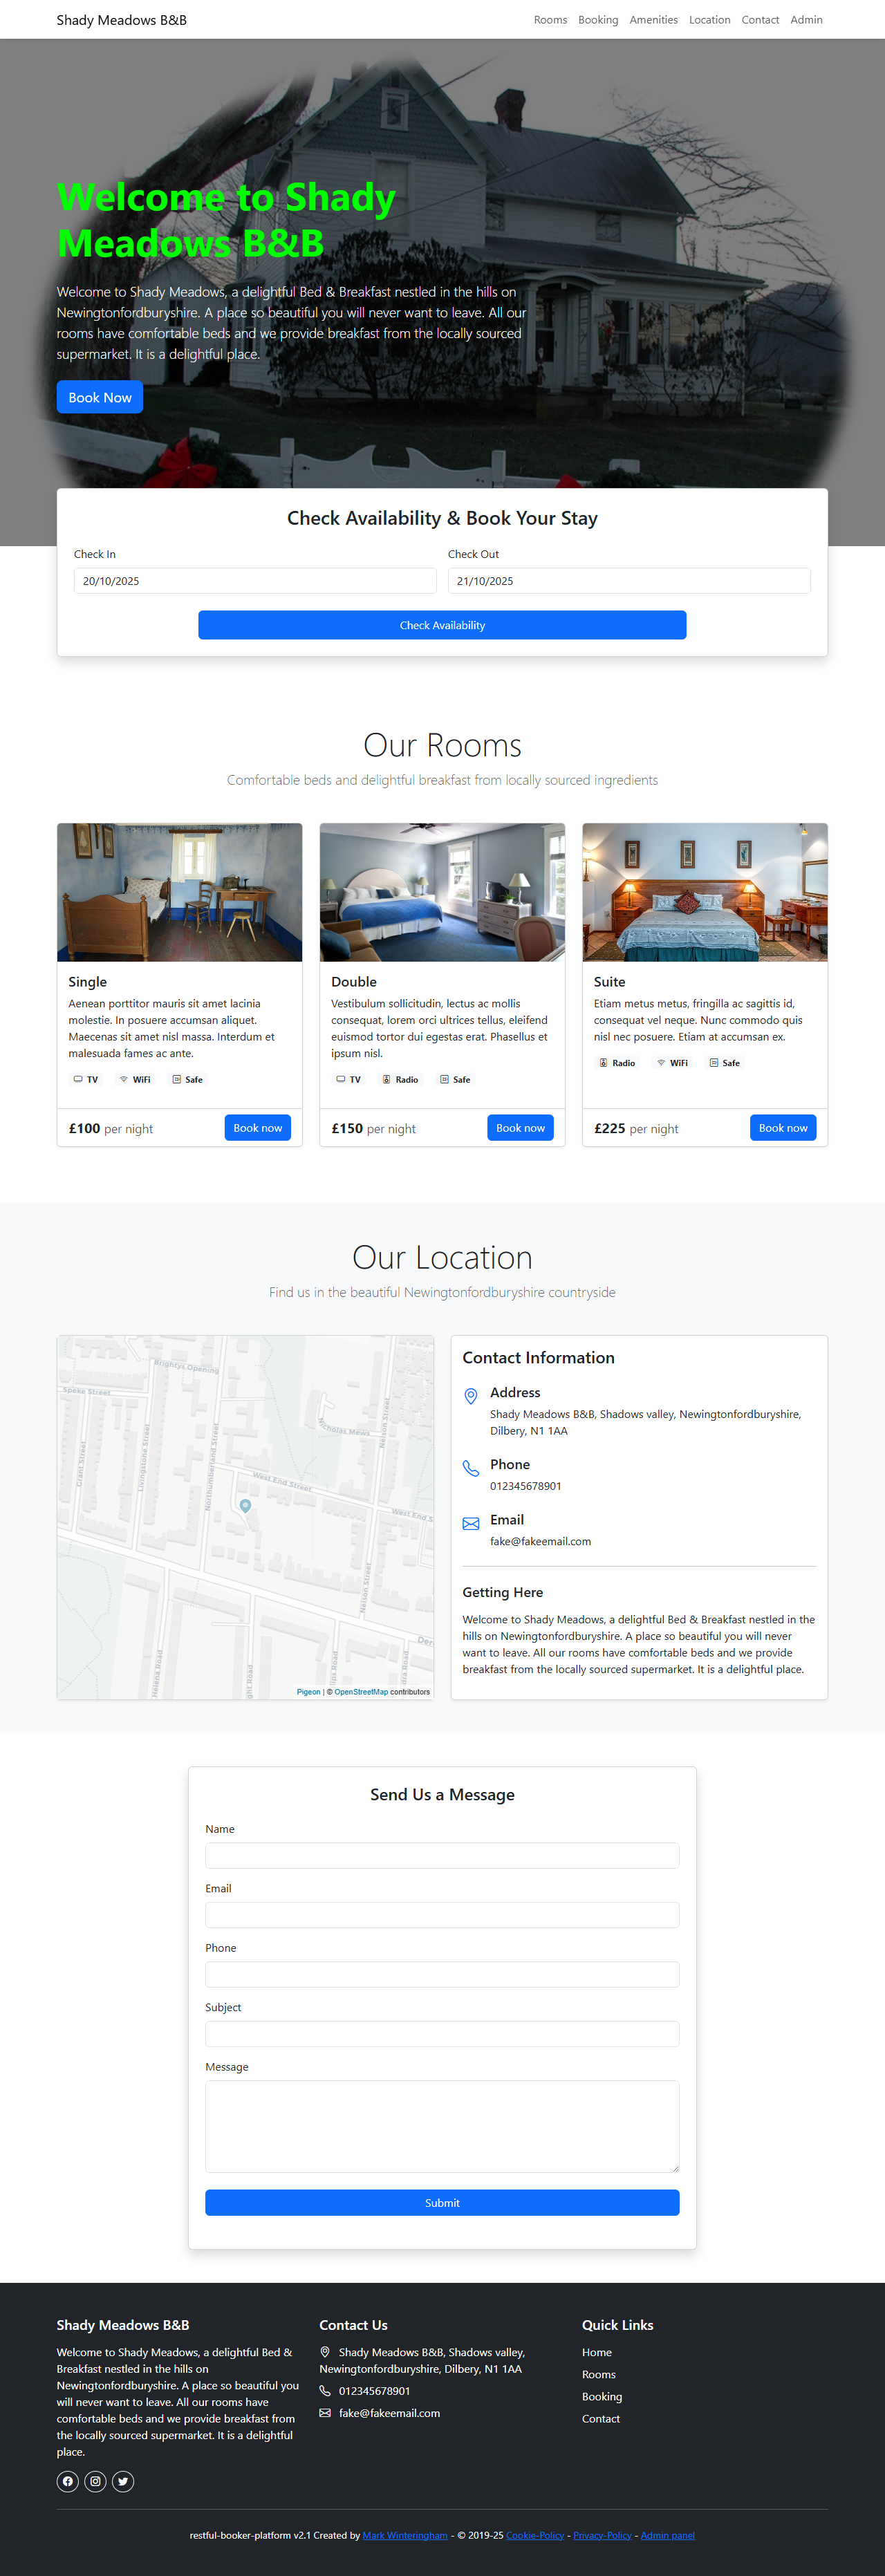 Shady Meadows B&B
Rooms Booking Amenities Location Contact Admin
Welcome to Shady
Meadows B&B
Welcome to Shady Meadows, a delightful Bed & Breakfast nestled in the hills on
Newingtonfordburyshire. A place so beautiful you will never want to leave. All our
rooms have comfortable beds and we provide breakfast from the locally sourced
supermarket. It is a delightful place.
Book Now
Check Availability & Book Your Stay
Check In
20/10/2025
Check Out
21/10/2025
Check Availability
Our Rooms
Comfortable beds and delightful breakfast from locally sourced ingredients
Single
Aenean porttitor mauris sit amet lacinia
molestie. In posuere accumsan aliquet.
Maecenas sit amet nisl massa. Interdum et
malesuada fames ac ante.
TV WiFi Safe
£100 per night
Book now
Double
Vestibulum sollicitudin, lectus ac mollis
consequat, lorem orci ultrices tellus, eleifend
euismod tortor dui egestas erat. Phasellus et
ipsum nisl.
TV Radio Safe
£150 per night
Book now
Suite
Etiam metus metus, fringilla ac sagittis id,
consequat vel neque. Nunc commodo quis
nisl nec posuere. Etiam at accumsan ex.
Radio WiFi Safe
£225 per night
Book now
Our Location
Find us in the beautiful Newingtonfordburyshire countryside
Brightys Opening
Speke Street
Nicholas Mews
Nelson Street
Grant Street
Livingstone Street
Northumberland Street
West End Street
West End S
Nelson Street
Helena Road
Den
Pigeon | © OpenStreetMap contributors
Contact Information
Address
Shady Meadows B&B, Shadows valley, Newingtonfordburyshire,
Dilbery, N1 1AA
Phone
012345678901
Email
fake@fakeemail.com
Getting Here
Welcome to Shady Meadows, a delightful Bed & Breakfast nestled in the
hills on Newingtonfordburyshire. A place so beautiful you will never
want to leave. All our rooms have comfortable beds and we provide
breakfast from the locally sourced supermarket. It is a delightful place.
Send Us a Message
Name
Email
Phone
Subject
Message
Submit
Shady Meadows B&B
Welcome to Shady Meadows, a delightful Bed &
Breakfast nestled in the hills on
Newingtonfordburyshire. A place so beautiful you
will never want to leave. All our rooms have
comfortable beds and we provide breakfast from
the locally sourced supermarket. It is a delightful
place.
Contact Us
Shady Meadows B&B, Shadows valley,
Newingtonfordburyshire, Dilbery, N1 1AA
012345678901
fake@fakeemail.com
Quick Links
Home
Rooms
Booking
Contact
restful-booker-platform v2.1 Created by Mark Winteringham - © 2019-25 Cookie-Policy - Privacy-Policy - Admin panel